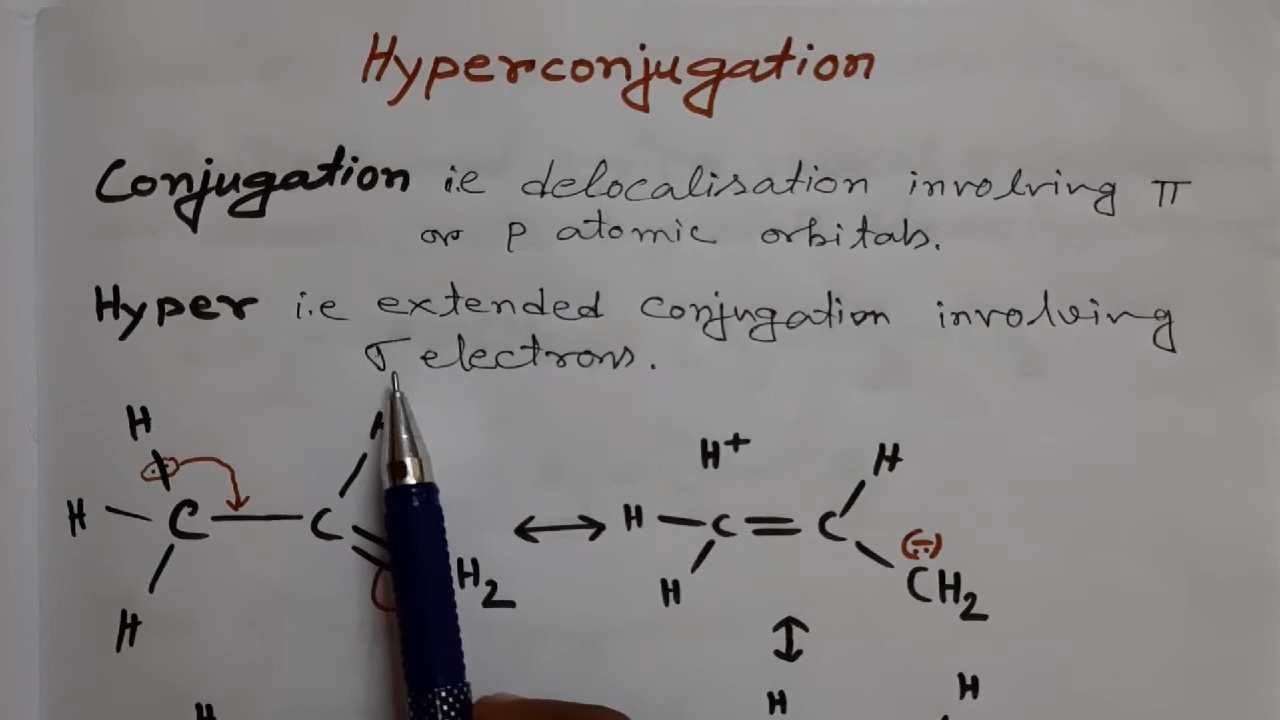 Hyperconjugation
Conjugation i.e delocalisation involving π
or p atomic orbitals.
Hyper i.e extended conjugation involving
σ electrons.
H
H+ H
H C C H C = C
H2 H CH2
H
H H H